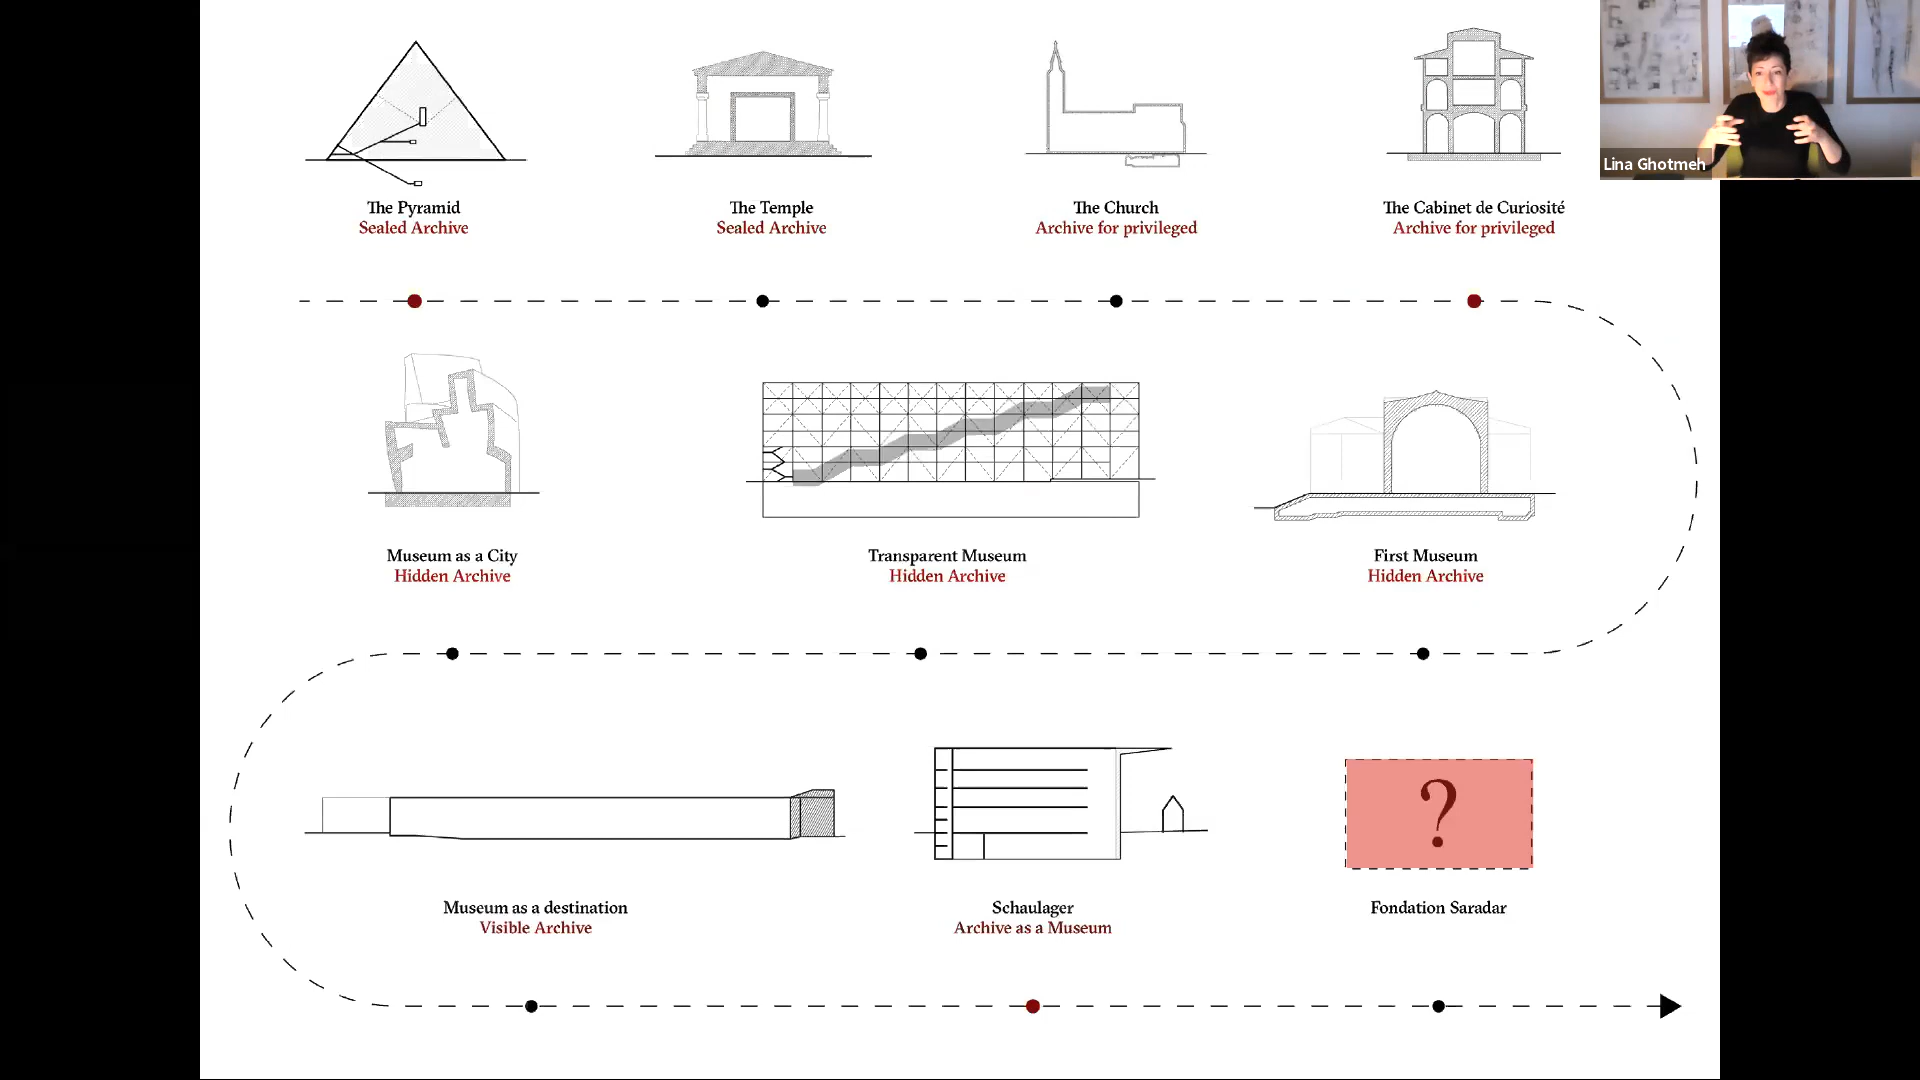 The Pyramid
Sealed Archive
The Temple
Sealed Archive
The Church
Archive for privileged
The Cabinet de Curiosité
Archive for privileged
Lina Ghotmeh
Museum as a City
Hidden Archive
Transparent Museum
Hidden Archive
First Museum
Hidden Archive
Museum as a destination
Visible Archive
Schaulager
Archive as a Museum
?
Fondation Saradar